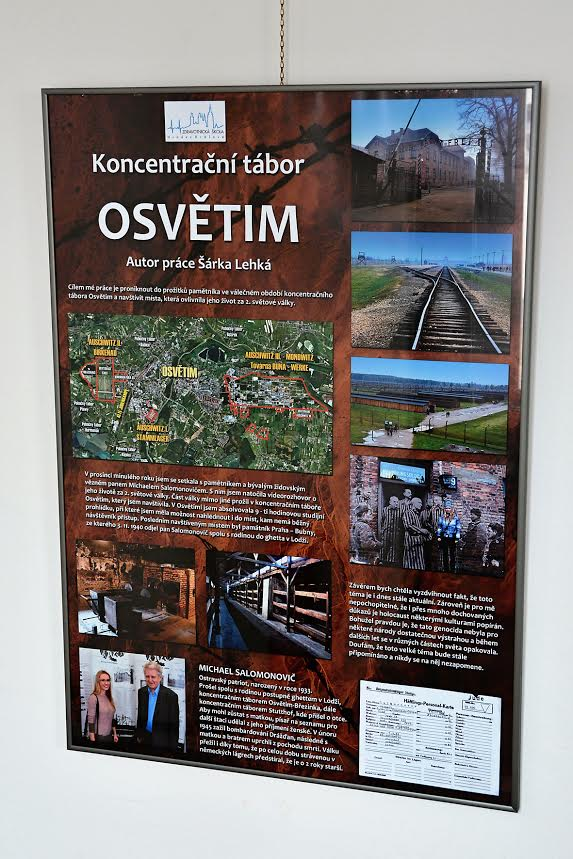 ZDRAVOTNICKÁ ŠKOLA
Koncentrační tábor
OSVĚTIM
Autor práce Šárka Lehká
Cílem mé práce je proniknout do prožitků pamětníka ve válečném období koncentračního
tábora Osvětim a navštívit místa, která ovlivnila jeho život za 2. světové války.
AUSCHWITZ II.-
BIRKENAU
OSVĚTIM
AUSCHWITZ III. - MONOWITZ
Továrna BUNA - WERKE
AUSCHWITZ I.
STAMMLAGER
V prosinci minulého roku jsem se setkala s pamětníkem a bývalým židovským
vězněm panem Michaelem Salomonovičem. S ním jsem natočila videorozhovor o
jeho životě za 2. světové války. Část války mimo jiné prožil v koncentračním táboře
Osvětim, který jsem navštívila. V Osvětimi jsem absolvovala 9 - ti hodinovou studijní
prohlídku, při které jsem měla možnost nahlédnout i do míst, kam nemá běžný
návštěvník přístup. Posledním navštíveným místem byl památník Praha – Bubny,
ze kterého 3. 11. 1940 odjel pan Salomonovič spolu s rodinou do ghetta v Lodži.
Závěrem bych chtěla vyzdvihnout fakt, že toto
téma je i dnes stále aktuální. Zároveň je pro mě
nepochopitelné, že i přes mnoho dochovaných
důkazů je holocaust některými kulturami popírán.
Bohužel pravdou je, že tato genocida nebyla pro
některé národy dostatečnou výstrahou a během
dalších let se v různých částech světa opakovala.
Doufám, že toto velké téma bude stále
připomínáno a nikdy se na něj nezapomene.
MICHAEL SALOMONOVIČ
Ostravský patriot, narozený v roce 1933.
Prošel spolu s rodinou postupně ghettem v Lodži,
koncentračním táborem Osvětim-Březinka, dále
koncentračním táborem Stutthof, kde přišel o otce.
Aby mohl zůstat s matkou, písař na seznamu pro
další štací udělal z jeho příjmení ženské. V únoru
1945 zažil bombardování Drážďan, následně s
matkou a bratrem uprchli z pochodu smrti. Válku
přežil i díky tomu, že po celou dobu strávenou v
německých lágrech předstíral, že je o 2 roky starší.
Jude
Häftlings-Personal-Karte